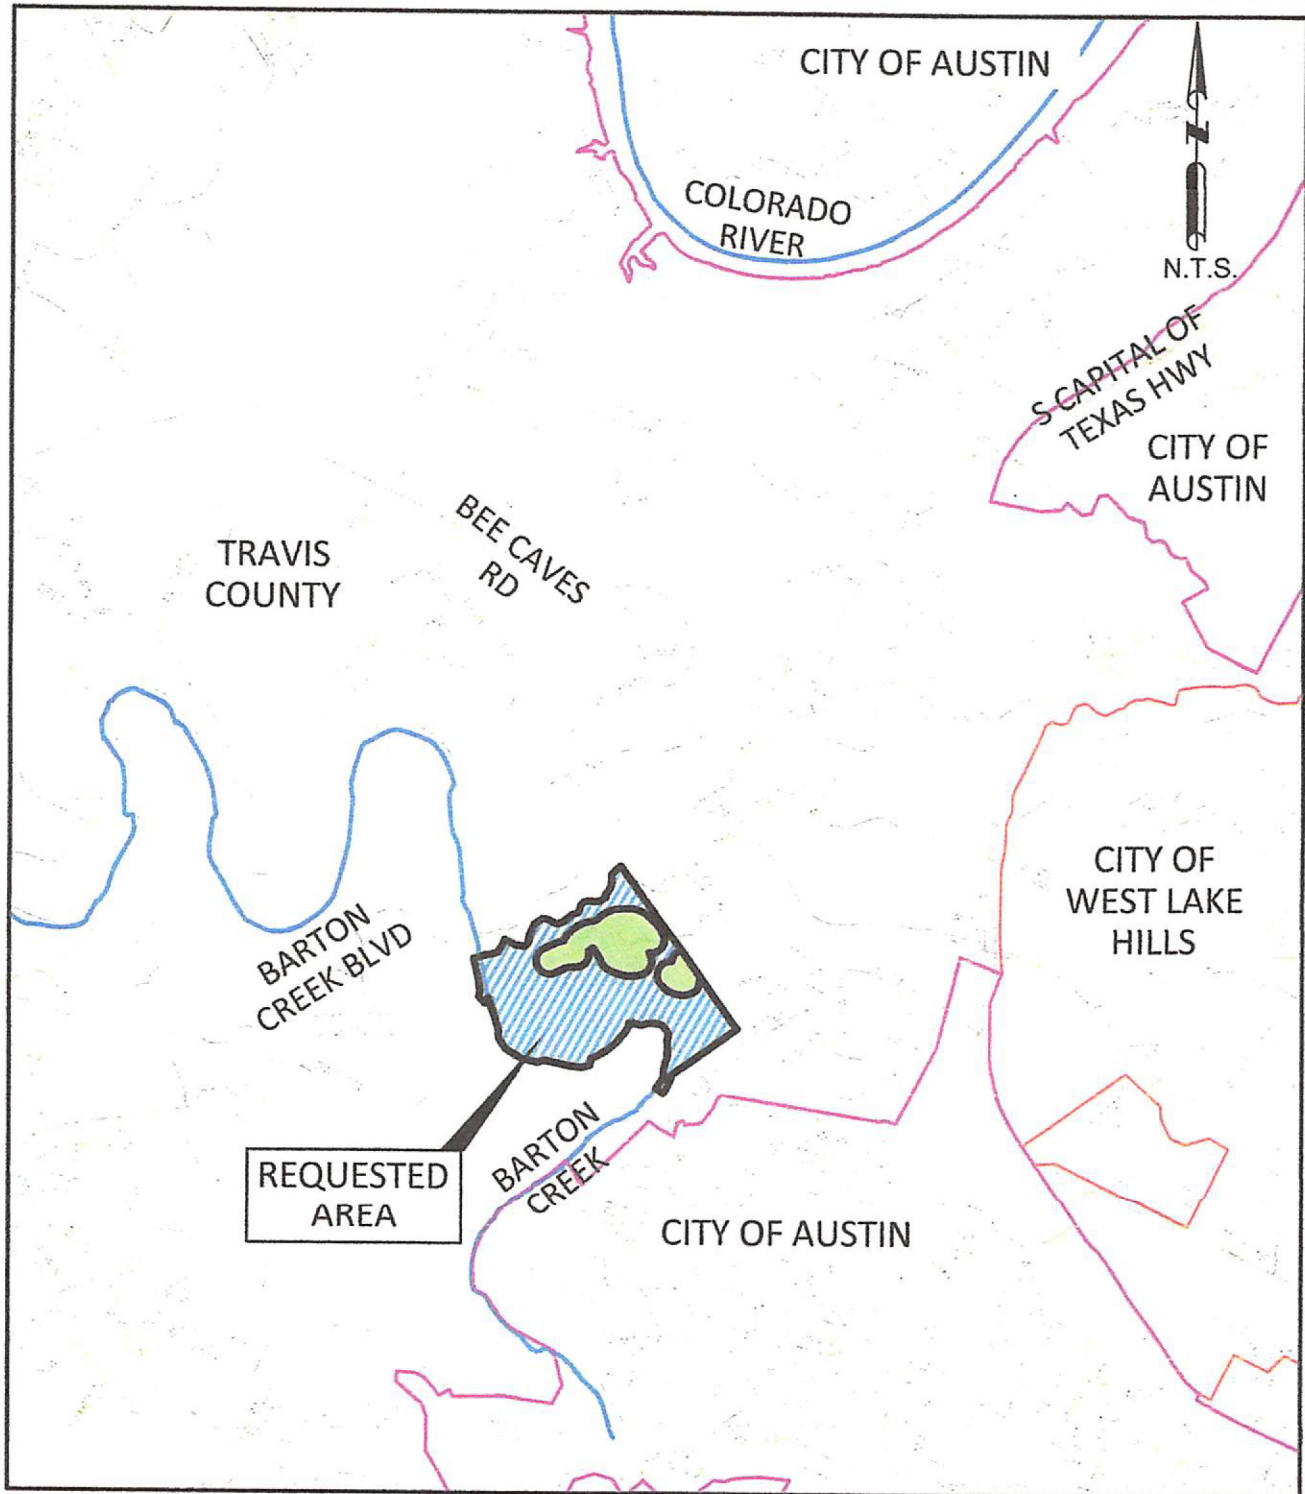 CITY OF AUSTIN
Z
N.T.S.
COLORADO
RIVER
S CAPITAL OF
TEXAS HWY
CITY OF
AUSTIN
BEE CAVES
RD
TRAVIS
COUNTY
CITY OF
WEST LAKE
HILLS
BARTON
CREEK BLVD
BARTON
CREEK
REQUESTED
AREA
CITY OF AUSTIN